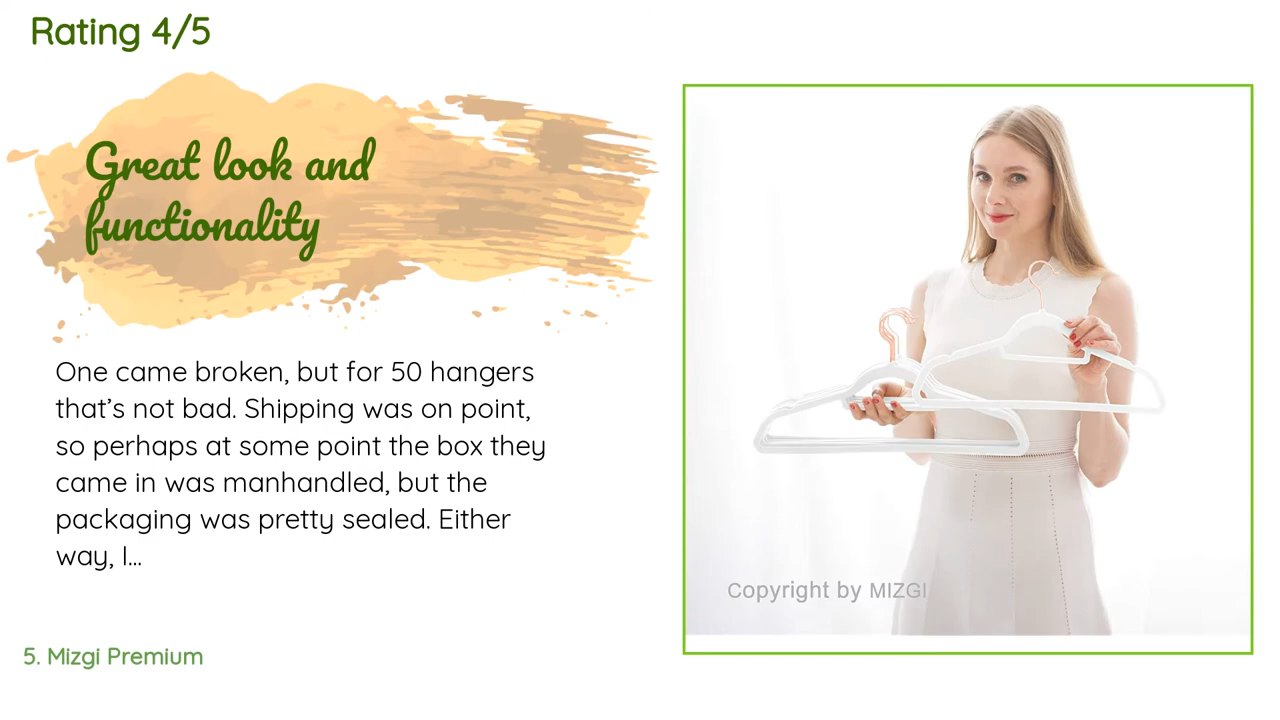 Rating 4/5
Great look and
functionality
One came broken, but for 50 hangers
that’s not bad. Shipping was on point,
so perhaps at some point the box they
came in was manhandled, but the
packaging was pretty sealed. Either
way, I...
Copyright by MIZGI
5. Mizgi Premium